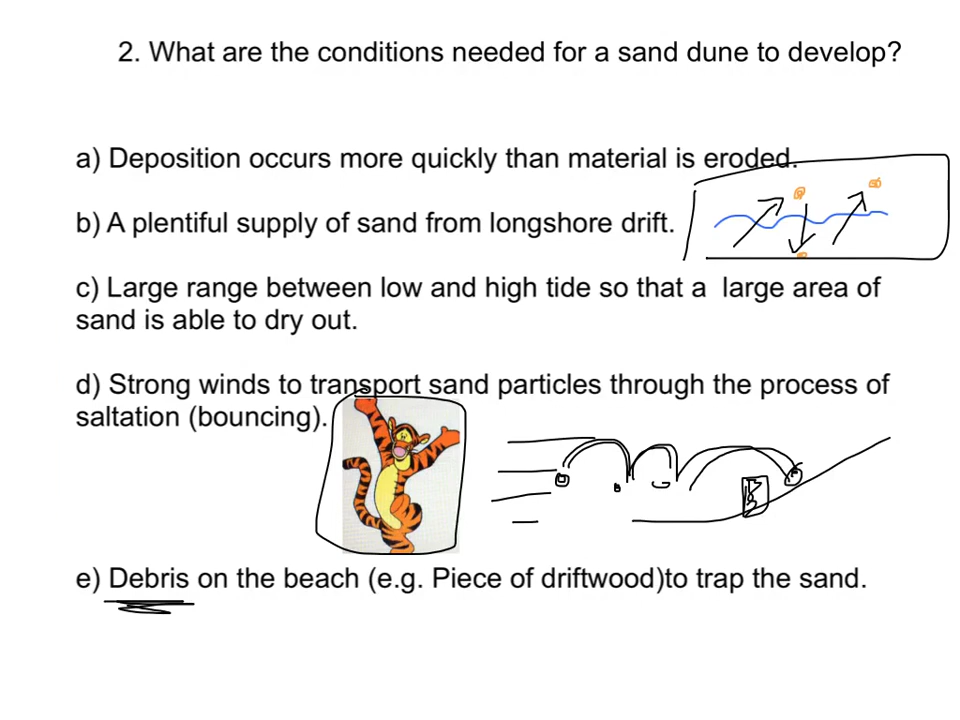 2. What are the conditions needed for a sand dune to develop?
a) Deposition occurs more quickly than material is eroded.
b) A plentiful supply of sand from longshore drift.
c) Large range between low and high tide so that a large area of
sand is able to dry out.
d) Strong winds to transport sand particles through the process of
saltation (bouncing).
e) Debris on the beach (e.g. Piece of driftwood)to trap the sand.